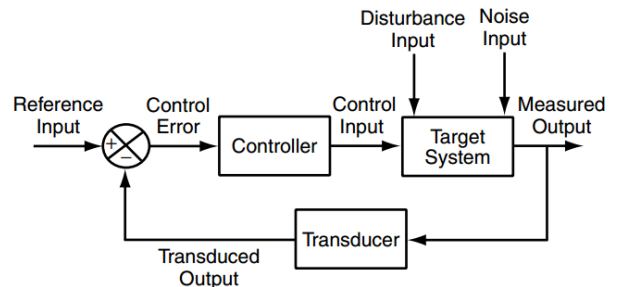 Disturbance
Input
Noise
Input
Reference
Input
Control
Error
Control
Input
Measured
Output
+
−
Controller
Target
System
Transducer
Transduced
Output